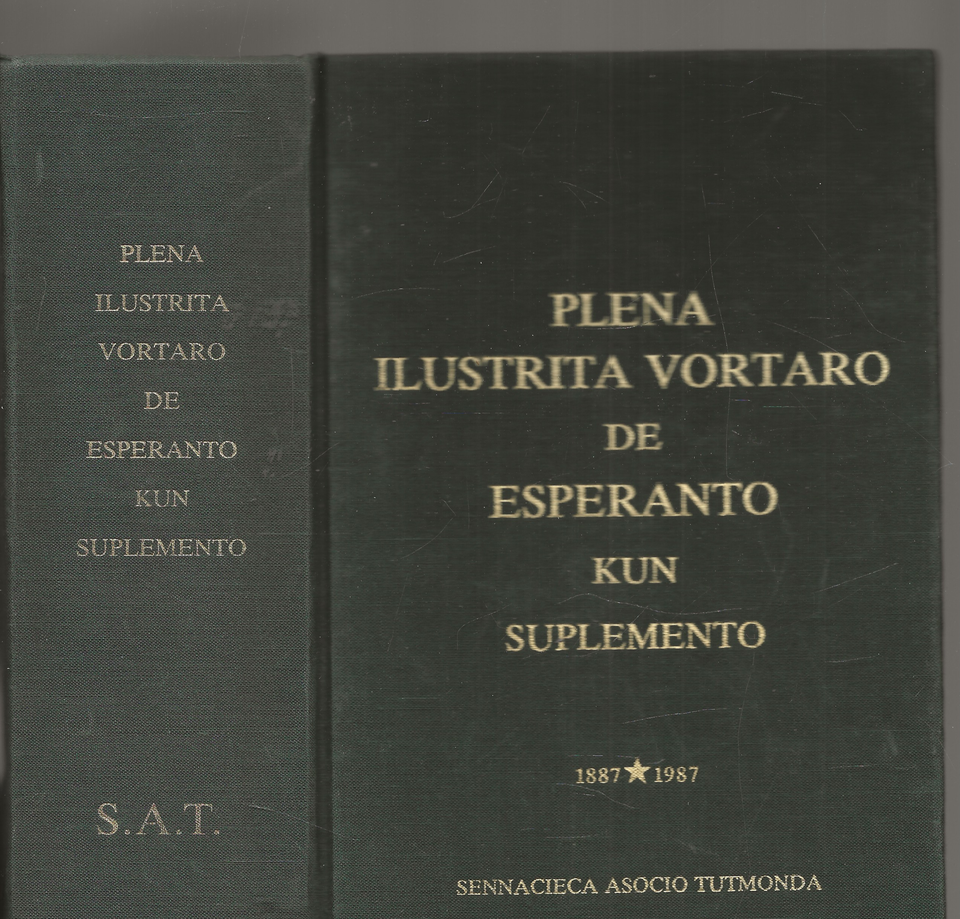 PLENA
ILUSTRITA
VORTARO
DE
ESPERANTO
KUN
SUPLEMENTO
S.A.T.
PLENA
ILUSTRITA VORTARO
DE
ESPERANTO
KUN
SUPLEMENTO
1887★1987
SENNACIECA ASOCIO TUTMONDA